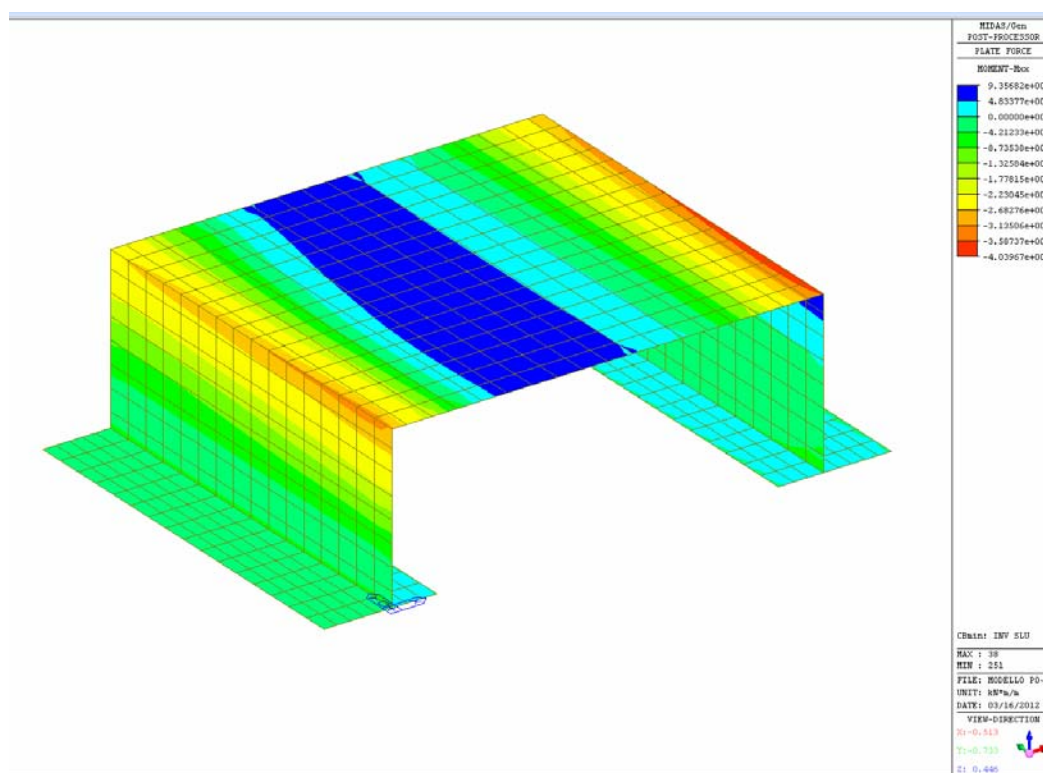 MIDAS/Gen
POST-PROCESSOR
PLATE FORCE
MOMENT-Mxx
9.35682e+00
4.83377e+00
0.00000e+00
-4.21233e+00
-8.73538e+00
-1.32584e+00
-1.77815e+00
-2.23045e+00
-2.68276e+00
-3.13506e+00
-3.58737e+00
-4.03967e+00
CBmin: INV SLU
MAX : 38
MIN : 251
FILE: MODELLO PO-
UNIT: kN*m/m
DATE: 03/16/2012
VIEW-DIRECTION
X:-0.513
Y:-0.733
Z: 0.446